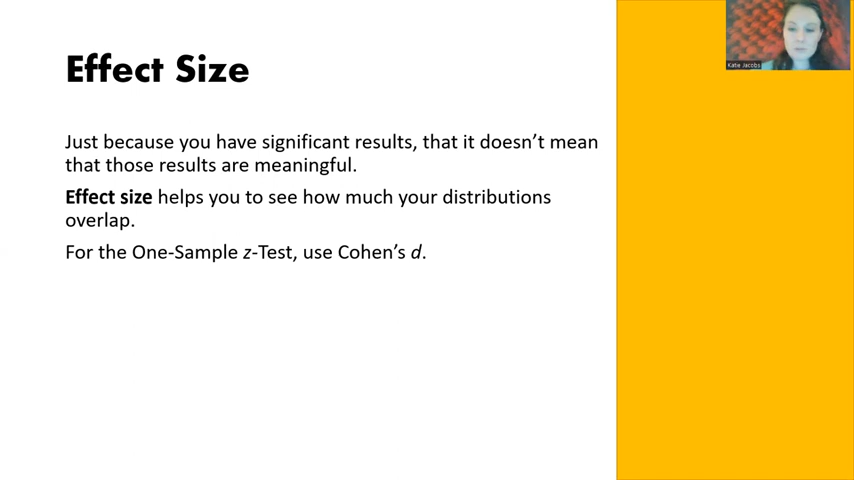 Effect Size
Katie Jacobs
Just because you have significant results, that it doesn’t mean
that those results are meaningful.
Effect size helps you to see how much your distributions
overlap.
For the One-Sample z-Test, use Cohen’s d.